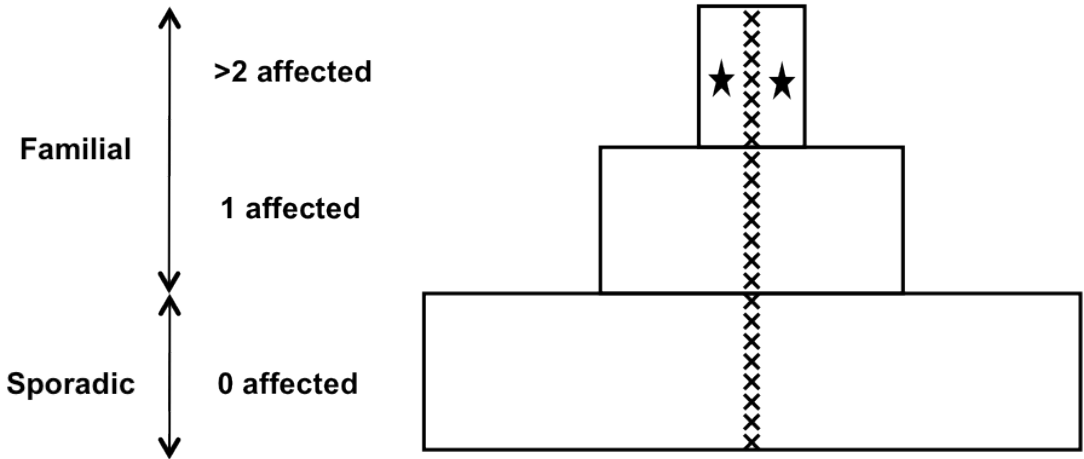 >2 affected
Familial
1 affected
Sporadic
0 affected